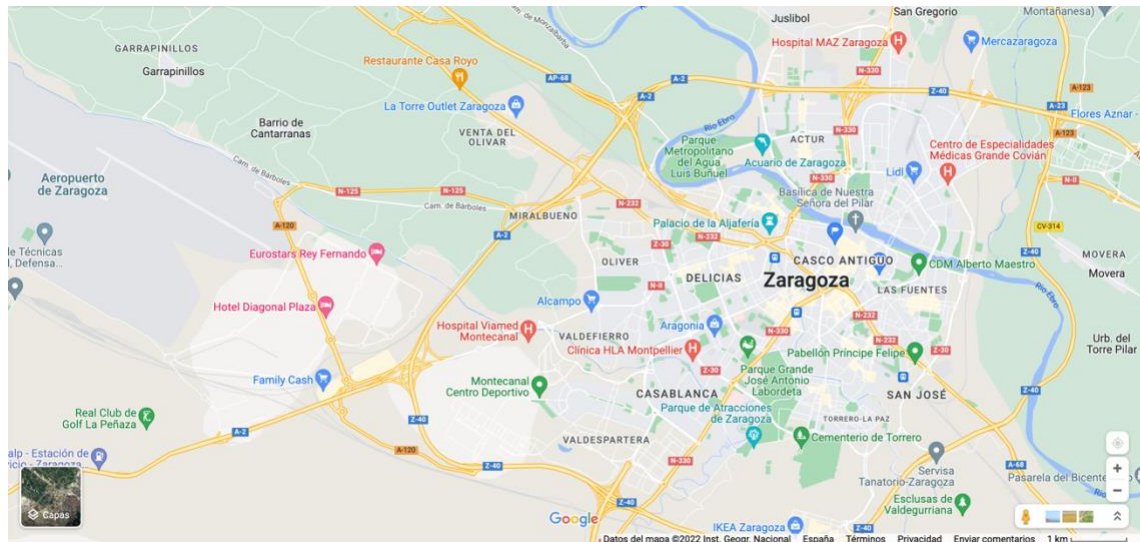 Juslibol
San Gregorio
Montañanesa)
Cam. de Monzalbarba
Hospital MAZ Zaragoza
Mercazaragoza
GARRAPINILLOS
Garrapinillos
Restaurante Casa Royo
AP-68
A-2
N-330
Z-40
A-2
A-2
A-23
A-123
La Torre Outlet Zaragoza
Flores Aznar -
Barrio de
Cantarranas
VENTA DEL
OLIVAR
Río Ebro
Parque
Metropolitano
del Agua
Luis Buñuel
ACTUR
N-330
A-123
Acuario de Zaragoza
Centro de Especialidades
Médicas Grande Covián
Lidl
N-II
Aeropuerto
de Zaragoza
Cam. de Bárboles
N-125
N-125
Cam. de Bárboles
N-232
N-330
Basílica de Nuestra
Señora del Pilar
MIRALBUENO
N-232
Palacio de la Aljafería
A-120
A-2
CV-314
de Técnicas
, Defensa...
Eurostars Rey Fernando
Z-30
OLIVER
DELICIAS
CASCO ANTIGUO
CDM Alberto Maestro
Z-40
MOVERA
Movera
N-II
Zaragoza
LAS FUENTES
Río Ebro
Hotel Diagonal Plaza
Alcampo
Hospital Viamed
Montecanal
VALDEFIERRO
Aragonia
N-330
N-232
Urb. del
Torre Pilar
Clínica HLA Montpellier
Pabellón Príncipe Felipe
Z-30
Family Cash
Montecanal
Centro Deportivo
Z-30
Parque Grande
José Antonio
Labordeta
CASABLANCA
SAN JOSÉ
Z-40
Real Club de
Golf La Peñaza
Z-40
Parque de Atracciones
de Zaragoza
TORRERO-LA PAZ
A-2
A-120
VALDESPARTERA
Cementerio de Torrero
alp - Estación de
vicio - Zaragoza
Z-40
N-330
Servisa
Tanatorio-Zaragoza
A-68
Pasarela del Bicente
Z-40
Esclusas de
Valdegurriana
Capas
Google
IKEA Zaragoza
Datos del mapa ©2022 Inst. Geogr. Nacional España Términos Privacidad Enviar comentarios 1 km